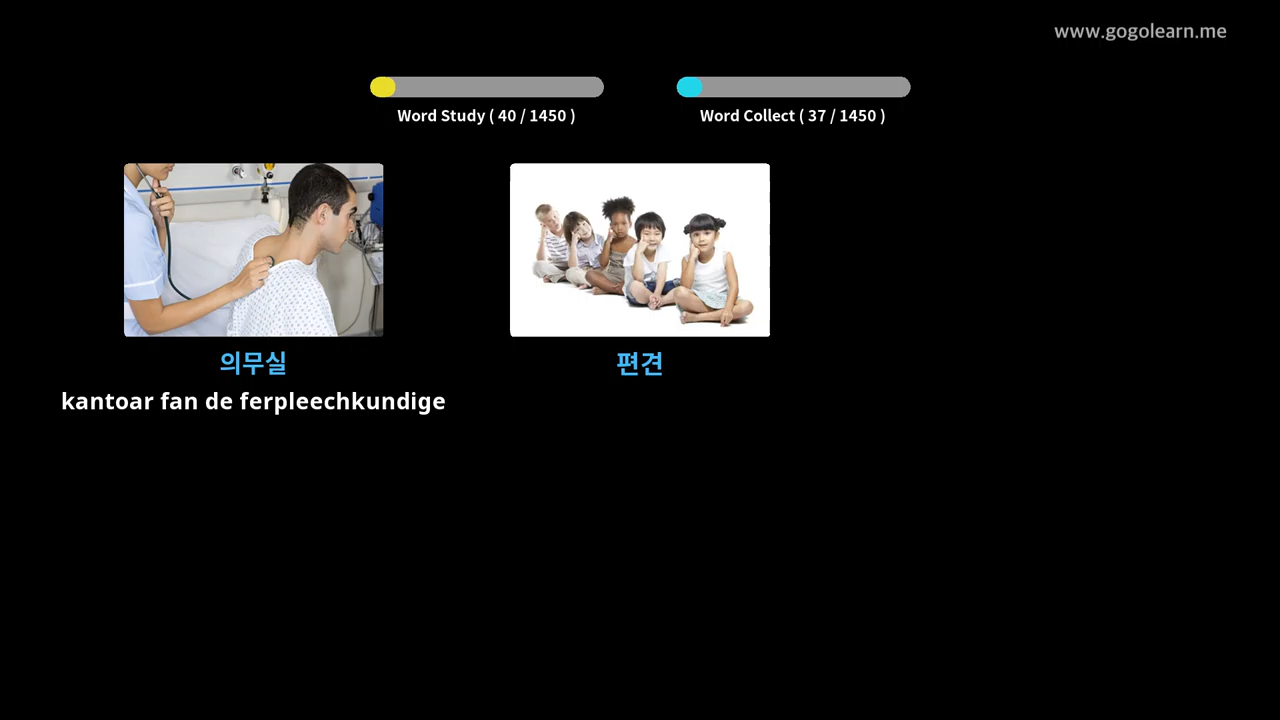 www.gogolearn.me
Word Study ( 40 / 1450 )
Word Collect ( 37 / 1450 )
의무실
편견
kantoar fan de ferpleechkundige